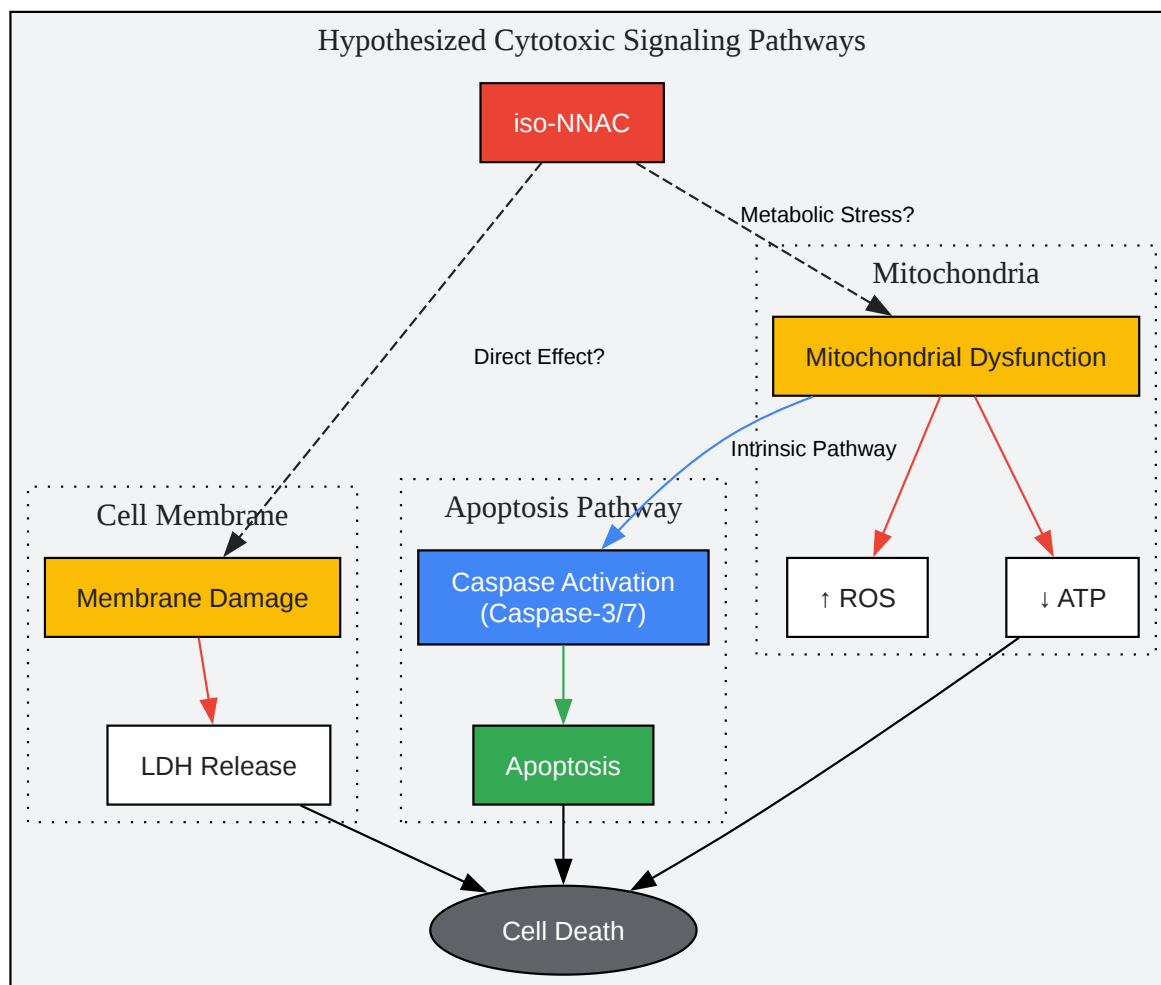 Hypothesized Cytotoxic Signaling Pathways
iso-NNAC
Metabolic Stress?
Mitochondria
Mitochondrial Dysfunction
Direct Effect?
Intrinsic Pathway
Cell Membrane
Apoptosis Pathway
Membrane Damage
Caspase Activation
(Caspase-3/7)
↑ ROS
↓ ATP
LDH Release
Apoptosis
Cell Death